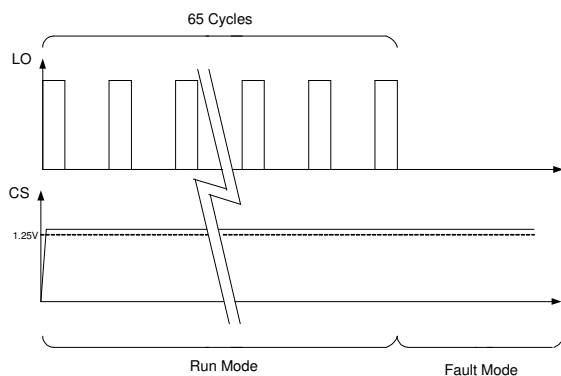 65 Cycles
LO
CS
1.25V
Run Mode
Fault Mode